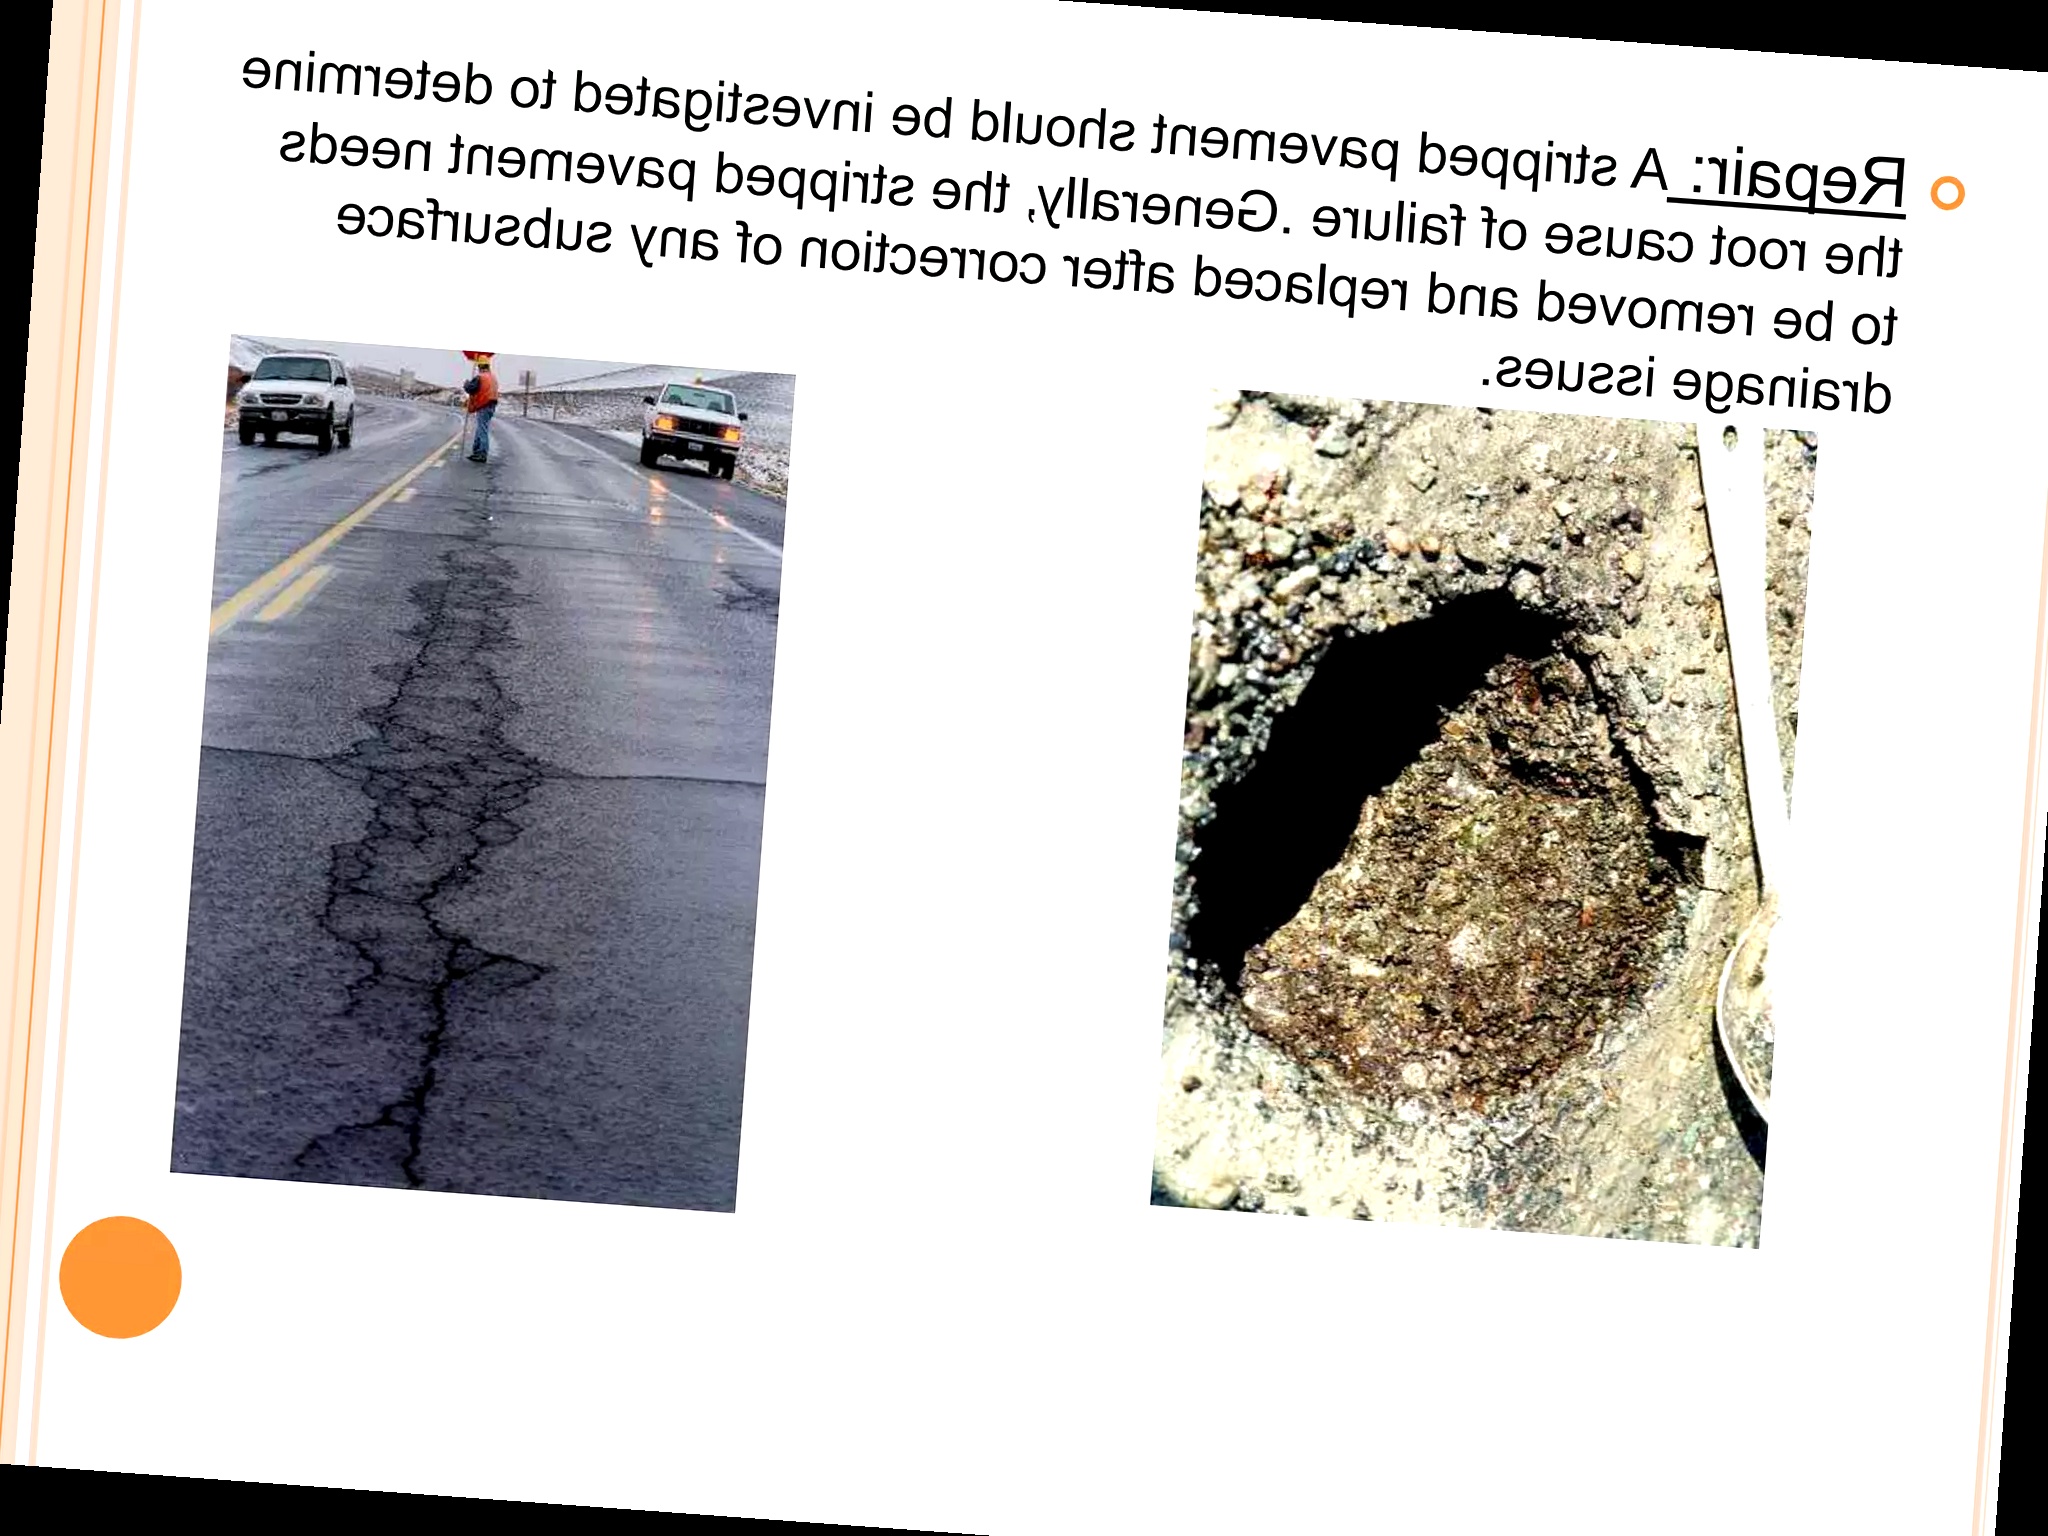 Repair: A stripped pavement should be investigated to determine
the root cause of failure. Generally, the stripped pavement needs
to be removed and replaced after correction of any subsurface
drainage issues.